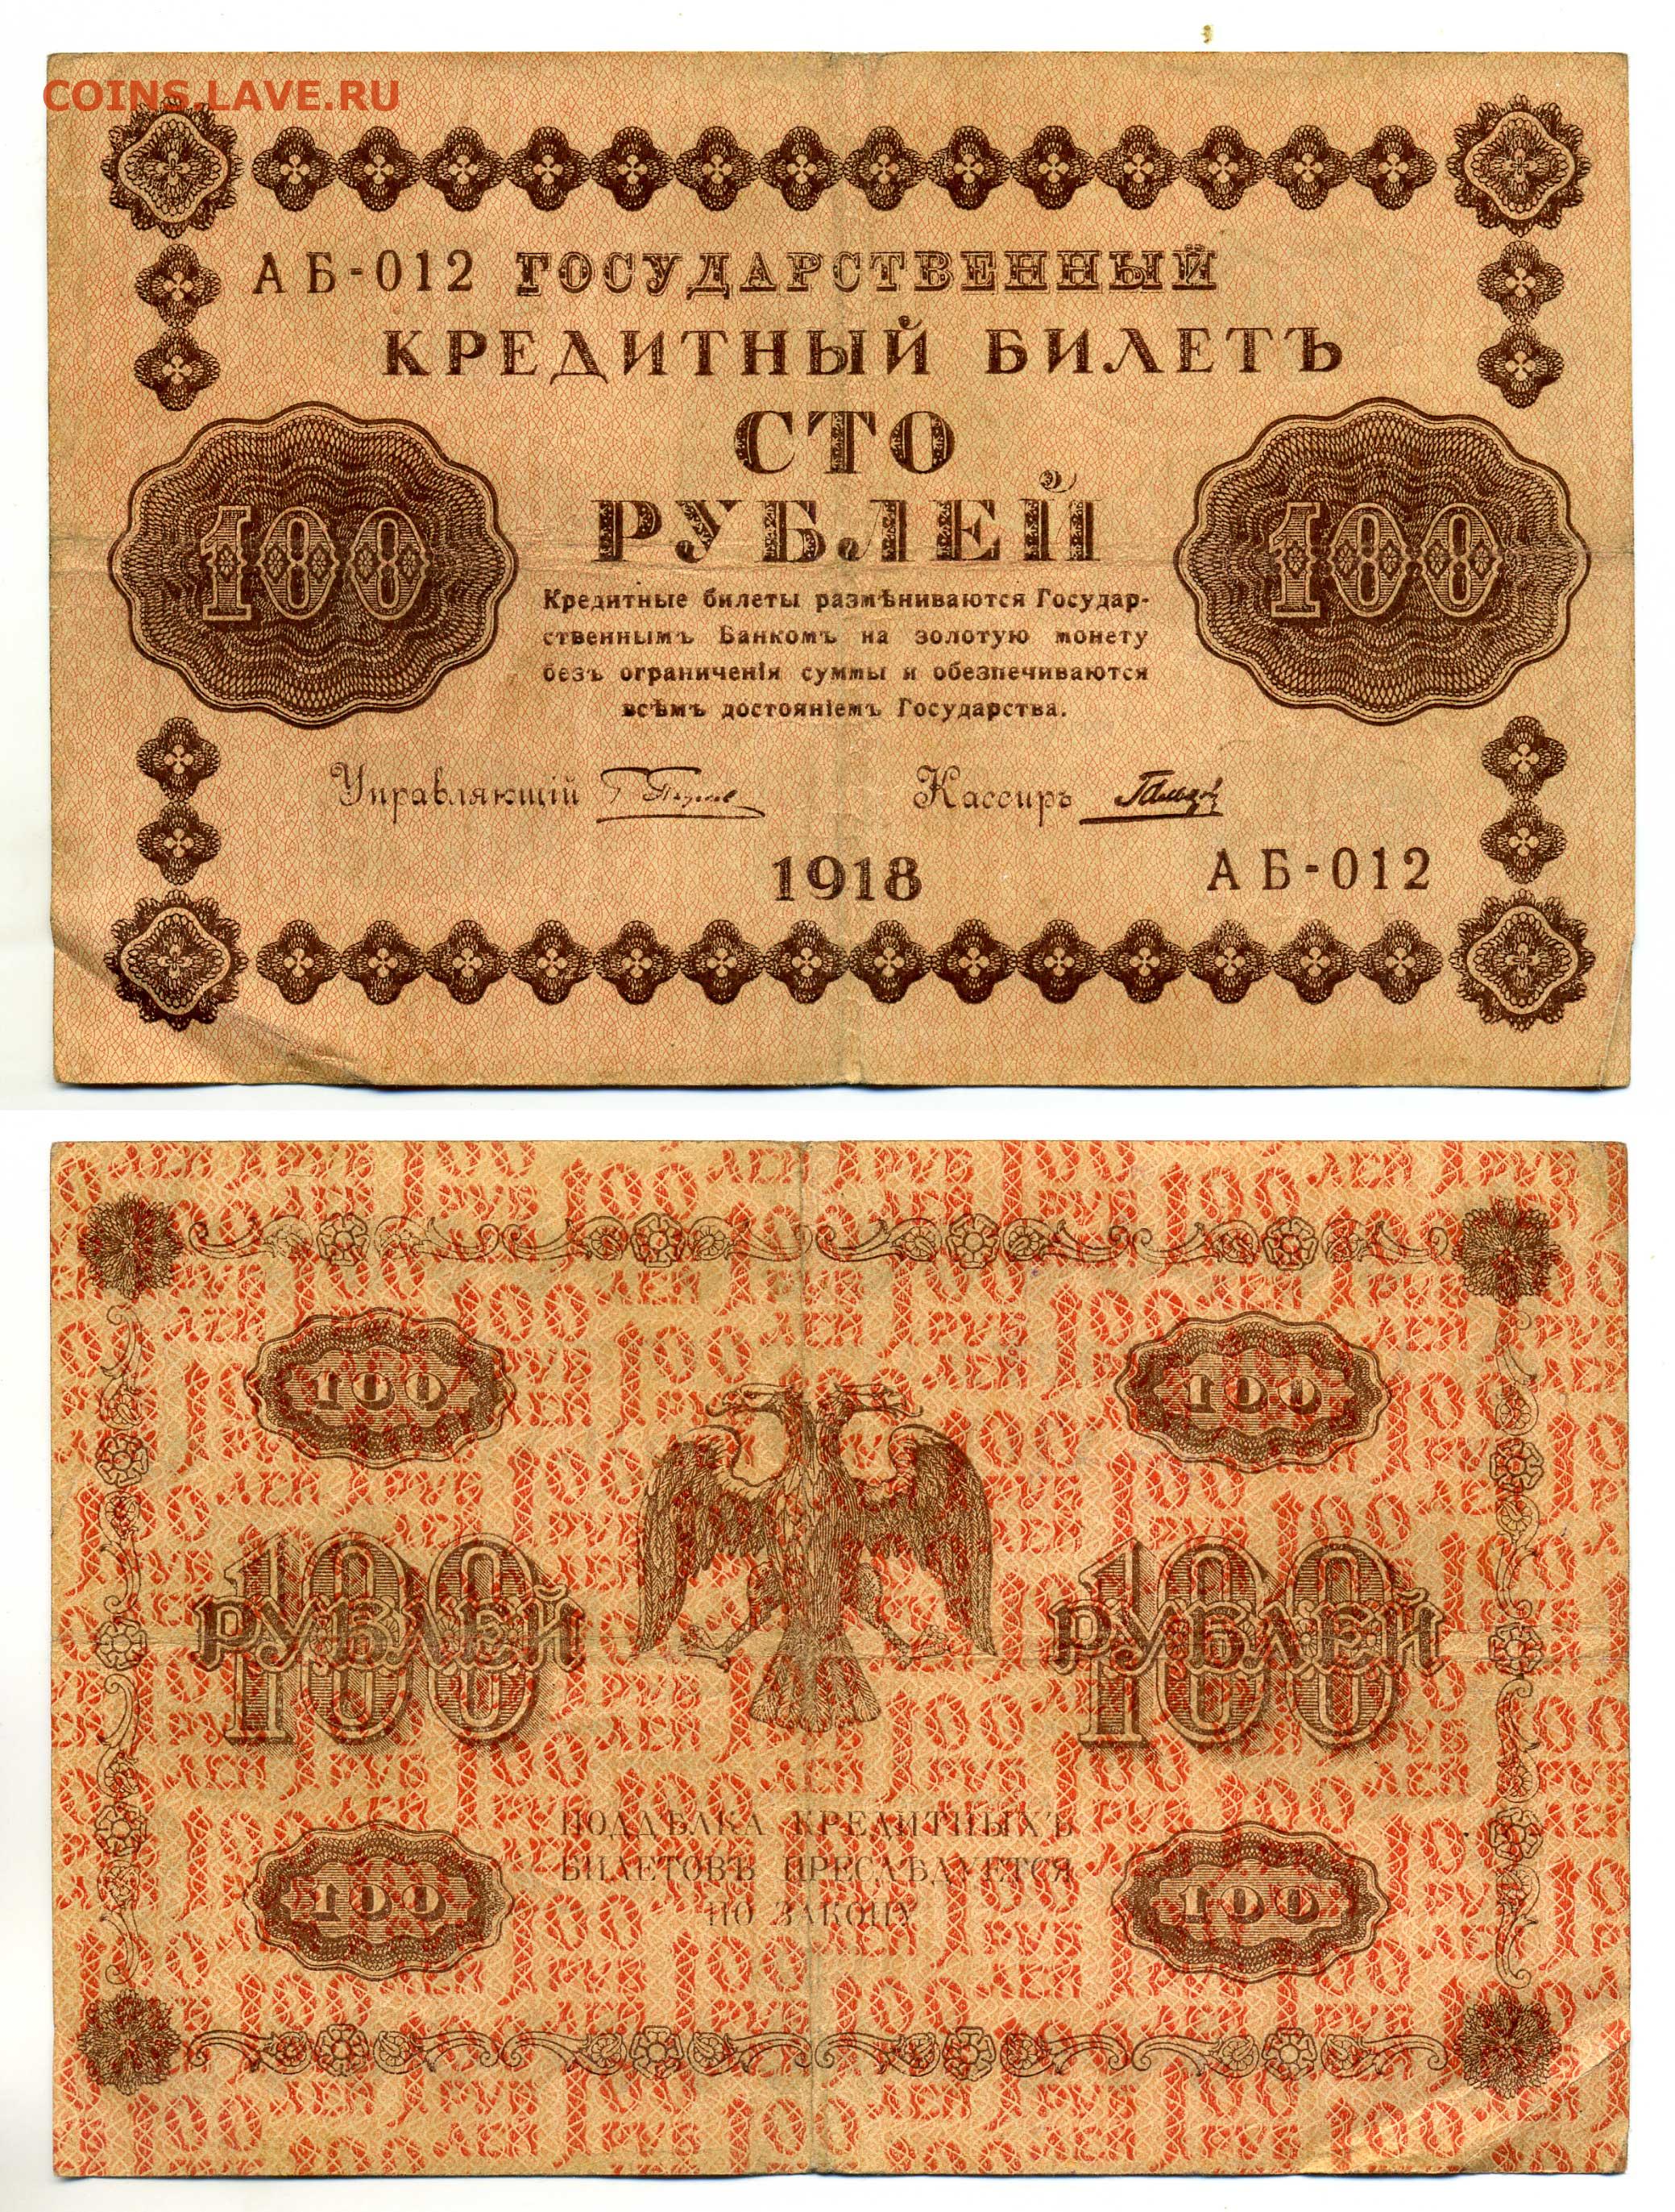 COINS.LAVE.RU
АБ-012 ГОСУДАРСТВЕННЫЙ
КРЕДИТНЫЙ БИЛЕТЪ
СТО
РУБЛЕЙ
100 100
Кредитные билеты размѣниваются Государ-
ственнымъ Банкомъ на золотую монету
безъ ограниченія суммы и обезпечиваются
всѣмъ достояніемъ Государства.
Управляющій Кассиръ
1918 АБ-012
100 100
100 100
РУБЛЕЙ РУБЛЕЙ
100 100
ПОДДѢЛКА КРЕДИТНЫХЪ
БИЛЕТОВЪ ПРЕСЛѢДУЕТСЯ
ПО ЗАКОНУ
100 100